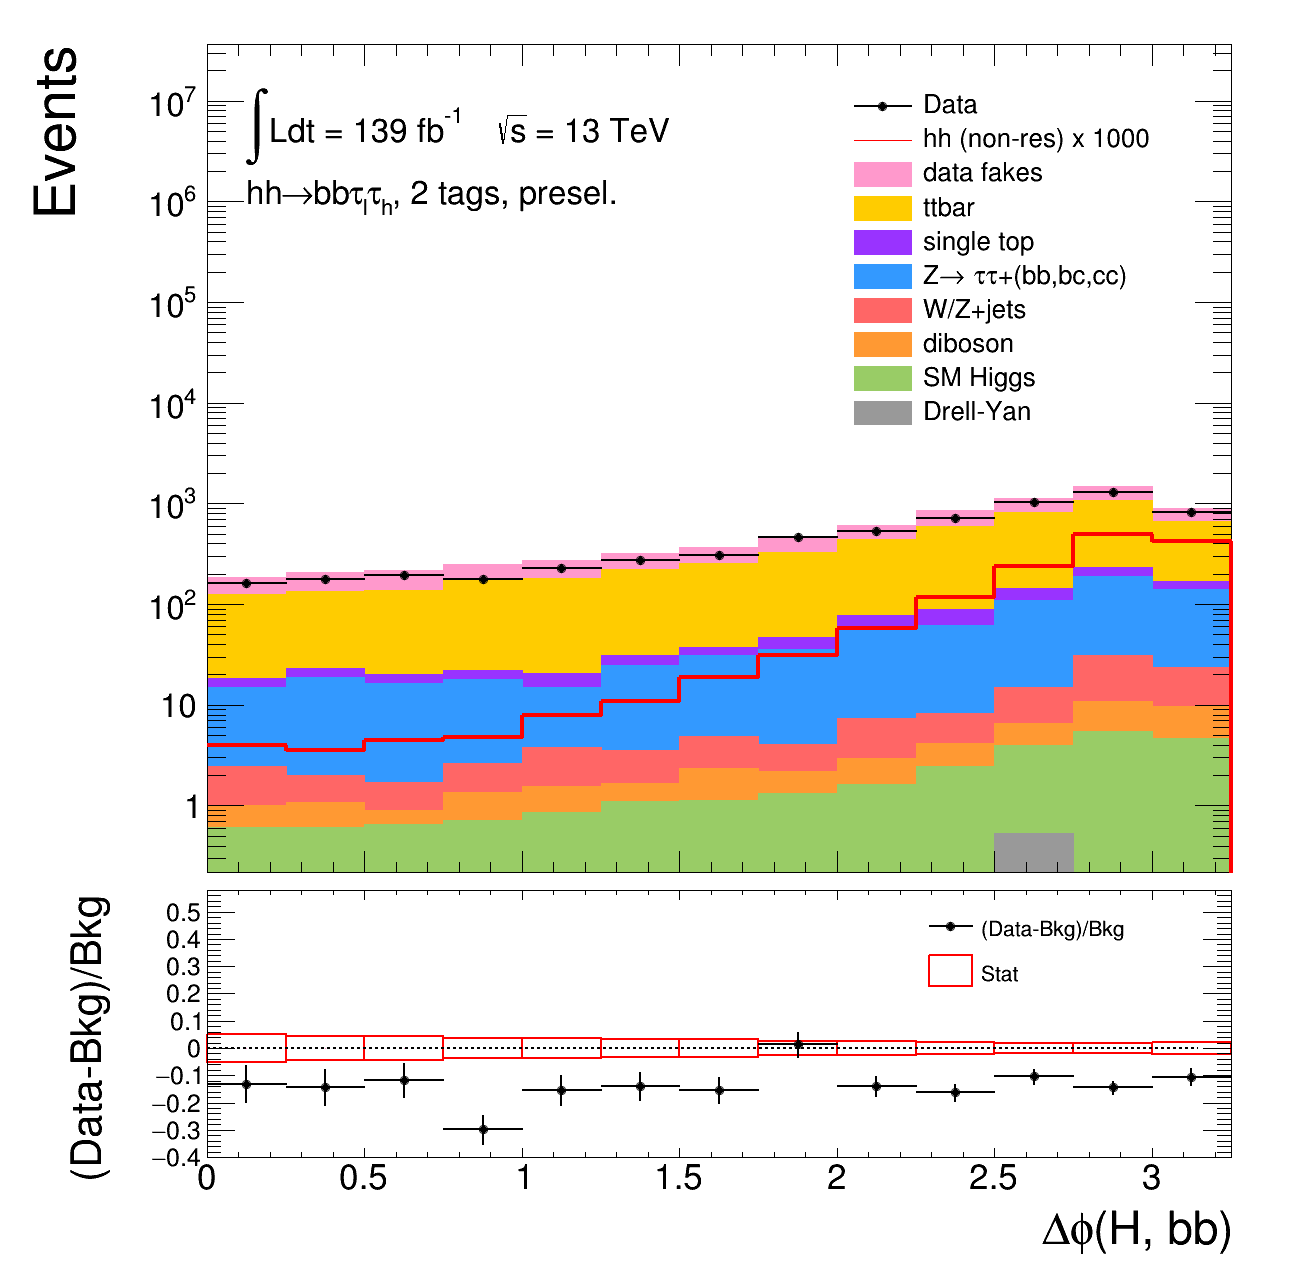 Events
10⁷
10⁶
10⁵
10⁴
10³
10²
10
1
∫Ldt = 139 fb⁻¹ √s = 13 TeV
hh→bbτₗτₕ, 2 tags, presel.
Data
hh (non-res) x 1000
data fakes
ttbar
single top
Z→ ττ+(bb,bc,cc)
W/Z+jets
diboson
SM Higgs
Drell-Yan
(Data-Bkg)/Bkg
0.5
0.4
0.3
0.2
0.1
0
−0.1
−0.2
−0.3
−0.4
(Data-Bkg)/Bkg
Stat
0 0.5 1 1.5 2 2.5 3
Δϕ(H, bb)